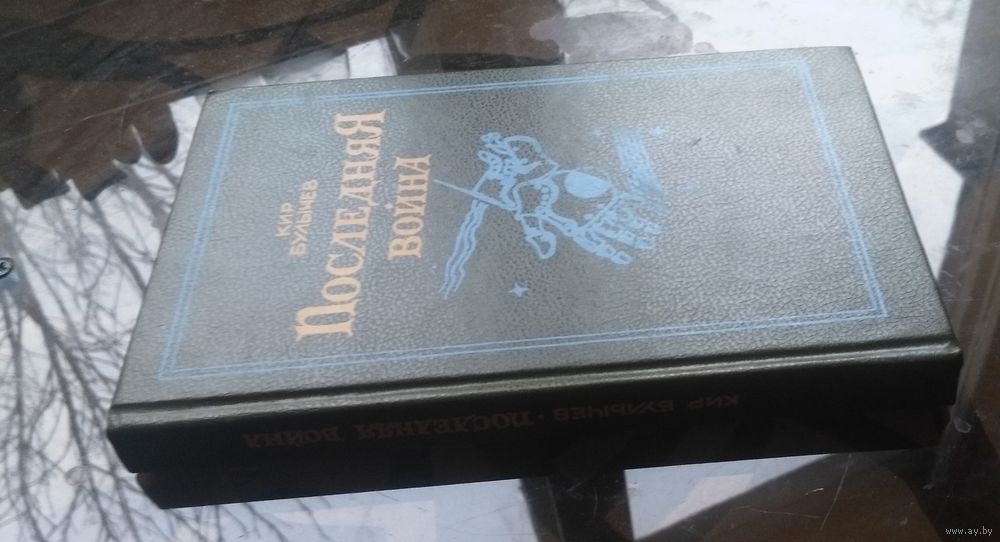 КИР
БУЛЫЧЕВ
ПОСЛЕДНЯЯ
ВОЙНА
КИР БУЛЫЧЕВ · ПОСЛЕДНЯЯ ВОЙНА
www.ay.by